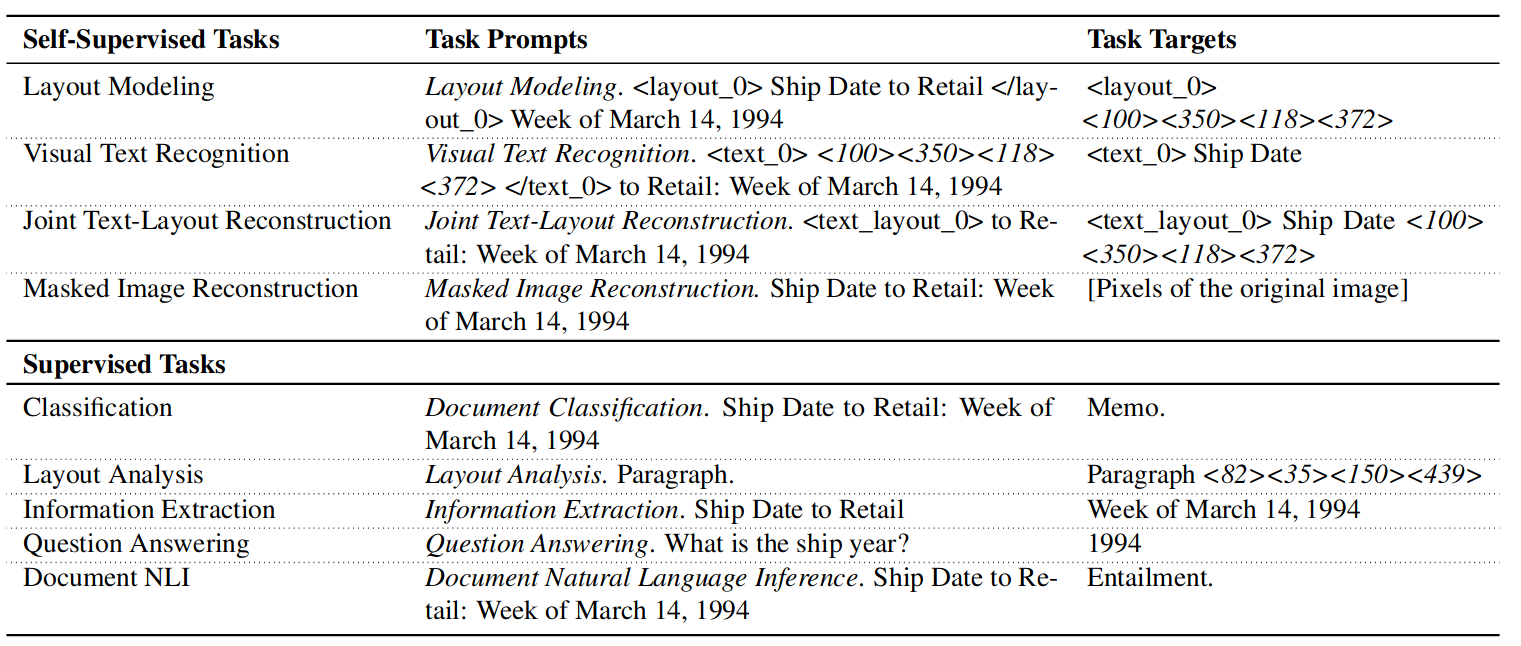 Self-Supervised Tasks Task Prompts Task Targets
Layout Modeling Layout Modeling. <layout_0> Ship Date to Retail </lay- <layout_0>
out_0> Week of March 14, 1994 <100><350><118><372>
Visual Text Recognition Visual Text Recognition. <text_0> <100><350><118> <text_0> Ship Date
<372> </text_0> to Retail: Week of March 14, 1994
Joint Text-Layout Reconstruction Joint Text-Layout Reconstruction. <text_layout_0> to Re- <text_layout_0> Ship Date <100>
tail: Week of March 14, 1994 <350><118><372>
Masked Image Reconstruction Masked Image Reconstruction. Ship Date to Retail: Week [Pixels of the original image]
of March 14, 1994
Supervised Tasks
Classification Document Classification. Ship Date to Retail: Week of Memo.
March 14, 1994
Layout Analysis Layout Analysis. Paragraph. Paragraph <82><35><150><439>
Information Extraction Information Extraction. Ship Date to Retail Week of March 14, 1994
Question Answering Question Answering. What is the ship year? 1994
Document NLI Document Natural Language Inference. Ship Date to Re- Entailment.
tail: Week of March 14, 1994